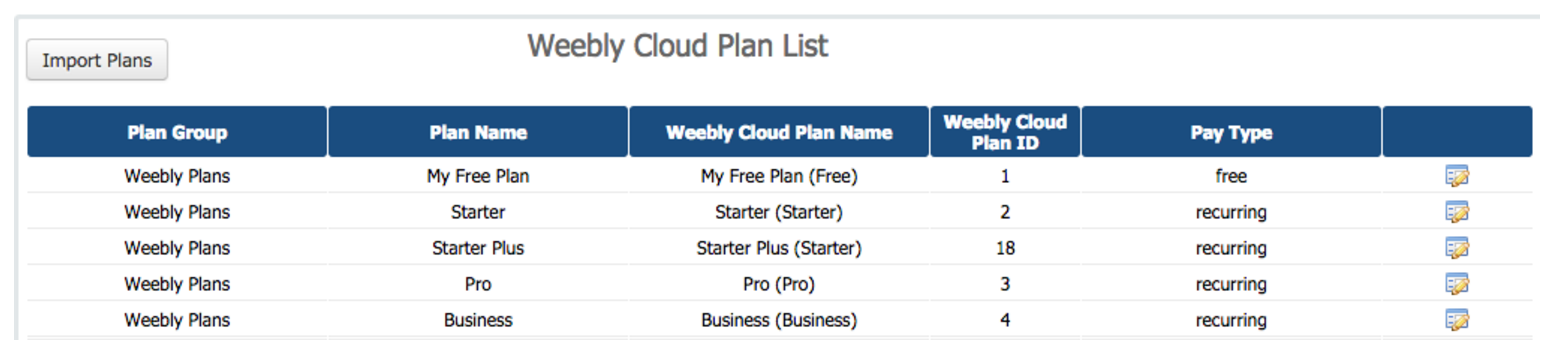 Import Plans
Weebly Cloud Plan List
Plan Group Plan Name Weebly Cloud Plan Name Weebly Cloud Plan ID Pay Type
Weebly Plans My Free Plan My Free Plan (Free) 1 free
Weebly Plans Starter Starter (Starter) 2 recurring
Weebly Plans Starter Plus Starter Plus (Starter) 18 recurring
Weebly Plans Pro Pro (Pro) 3 recurring
Weebly Plans Business Business (Business) 4 recurring